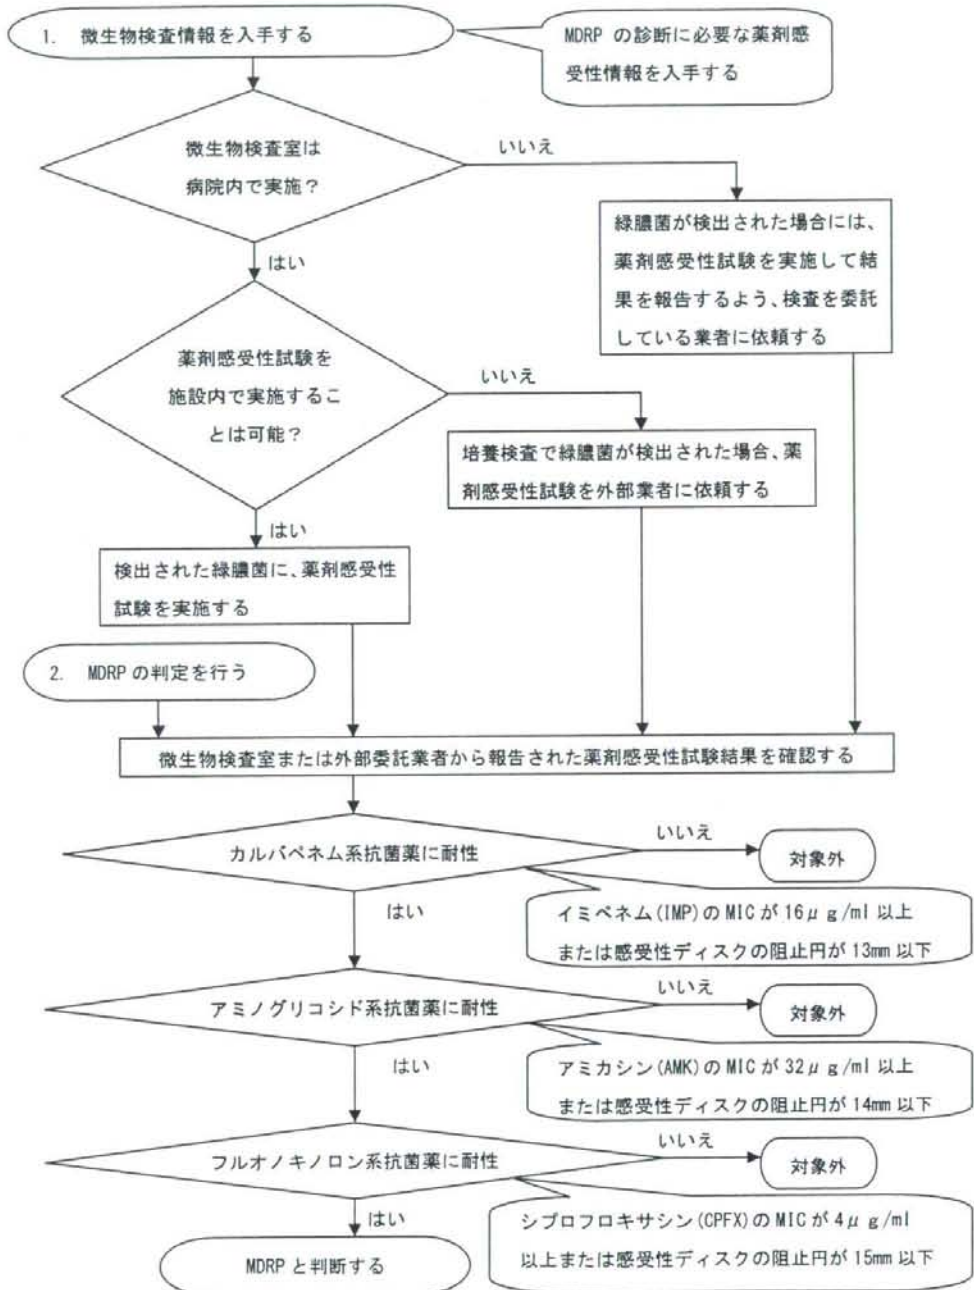 1. 微生物検査情報を入手する
MDRP の診断に必要な薬剤感
受性情報を入手する
微生物検査室は
病院内で実施？
いいえ
はい
緑膿菌が検出された場合には、
薬剤感受性試験を実施して結
果を報告するよう、検査を委託
している業者に依頼する
薬剤感受性試験を
施設内で実施するこ
とは可能？
いいえ
培養検査で緑膿菌が検出された場合、薬
剤感受性試験を外部業者に依頼する
はい
検出された緑膿菌に、薬剤感受性
試験を実施する
2. MDRP の判定を行う
微生物検査室または外部委託業者から報告された薬剤感受性試験結果を確認する
カルバペネム系抗菌薬に耐性
いいえ
対象外
はい
イミペネム(IMP)の MIC が 16μg/ml 以上
または感受性ディスクの阻止円が 13mm 以下
アミノグリコシド系抗菌薬に耐性
いいえ
対象外
はい
アミカシン(AMK)の MIC が 32μg/ml 以上
または感受性ディスクの阻止円が 14mm 以下
フルオノキノロン系抗菌薬に耐性
いいえ
対象外
はい
シプロフロキサシン(CPFX)の MIC が 4μg/ml
以上または感受性ディスクの阻止円が 15mm 以下
MDRP と判断する